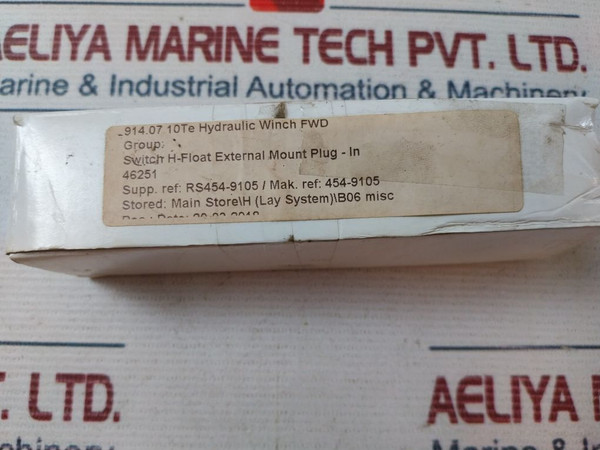 AELIYA MARINE TECH PVT. LTD.
Marine & Industrial Automation & Machinery
914.07 10Te Hydraulic Winch FWD
Group:
Switch H-Float External Mount Plug - In
46251
Supp. ref: RS454-9105 / Mak. ref: 454-9105
Stored: Main Store\H (Lay System)\B06 misc
. LTD.
AELIYA
Marine &